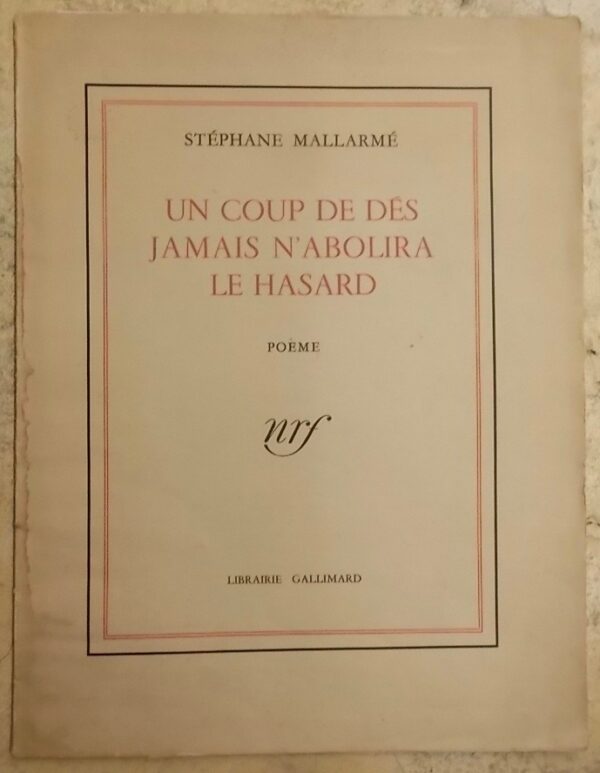 STÉPHANE MALLARMÉ
UN COUP DE DÉS
JAMAIS N'ABOLIRA
LE HASARD
POÈME
nrf
LIBRAIRIE GALLIMARD